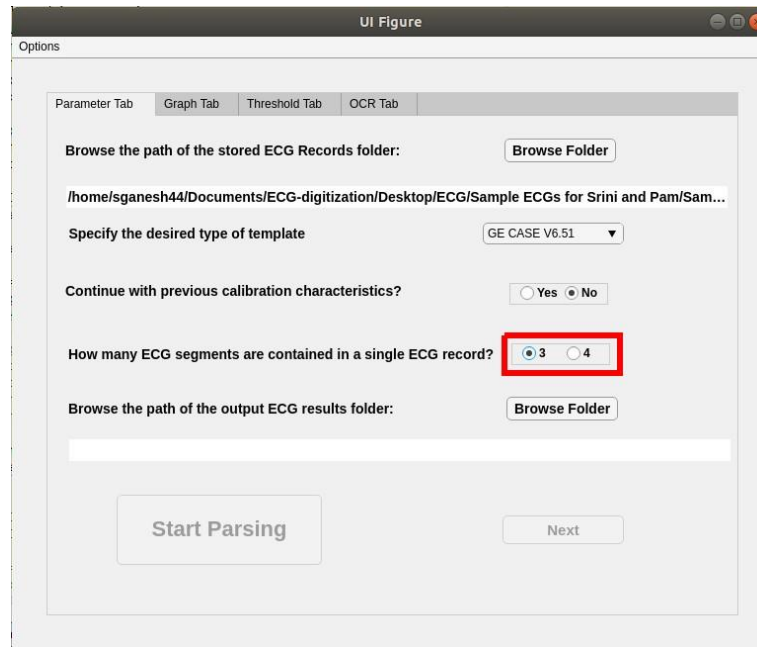 UI Figure
Options
Parameter Tab Graph Tab Threshold Tab OCR Tab
Browse the path of the stored ECG Records folder: Browse Folder
/home/sganesh44/Documents/ECG-digitization/Desktop/ECG/Sample ECGs for Srini and Pam/Sam...
Specify the desired type of template GE CASE V6.51
Continue with previous calibration characteristics? Yes No
How many ECG segments are contained in a single ECG record? 3 4
Browse the path of the output ECG results folder: Browse Folder
Start Parsing Next